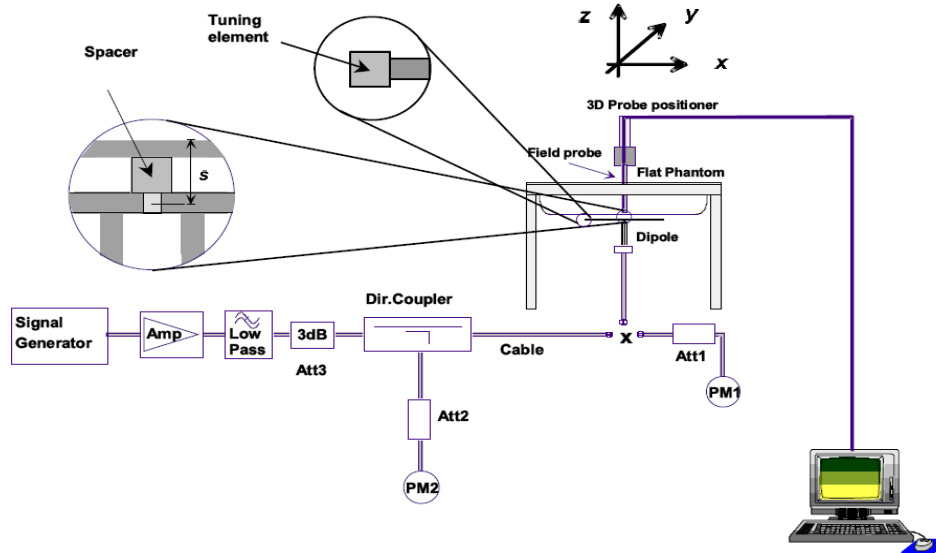 Tuning
element
z
y
x
Spacer
3D Probe positioner
Field probe
Flat Phantom
s
Dipole
Dir.Coupler
Signal
Generator
Amp
Low
Pass
3dB
Att3
Cable
x
Att1
PM1
Att2
PM2